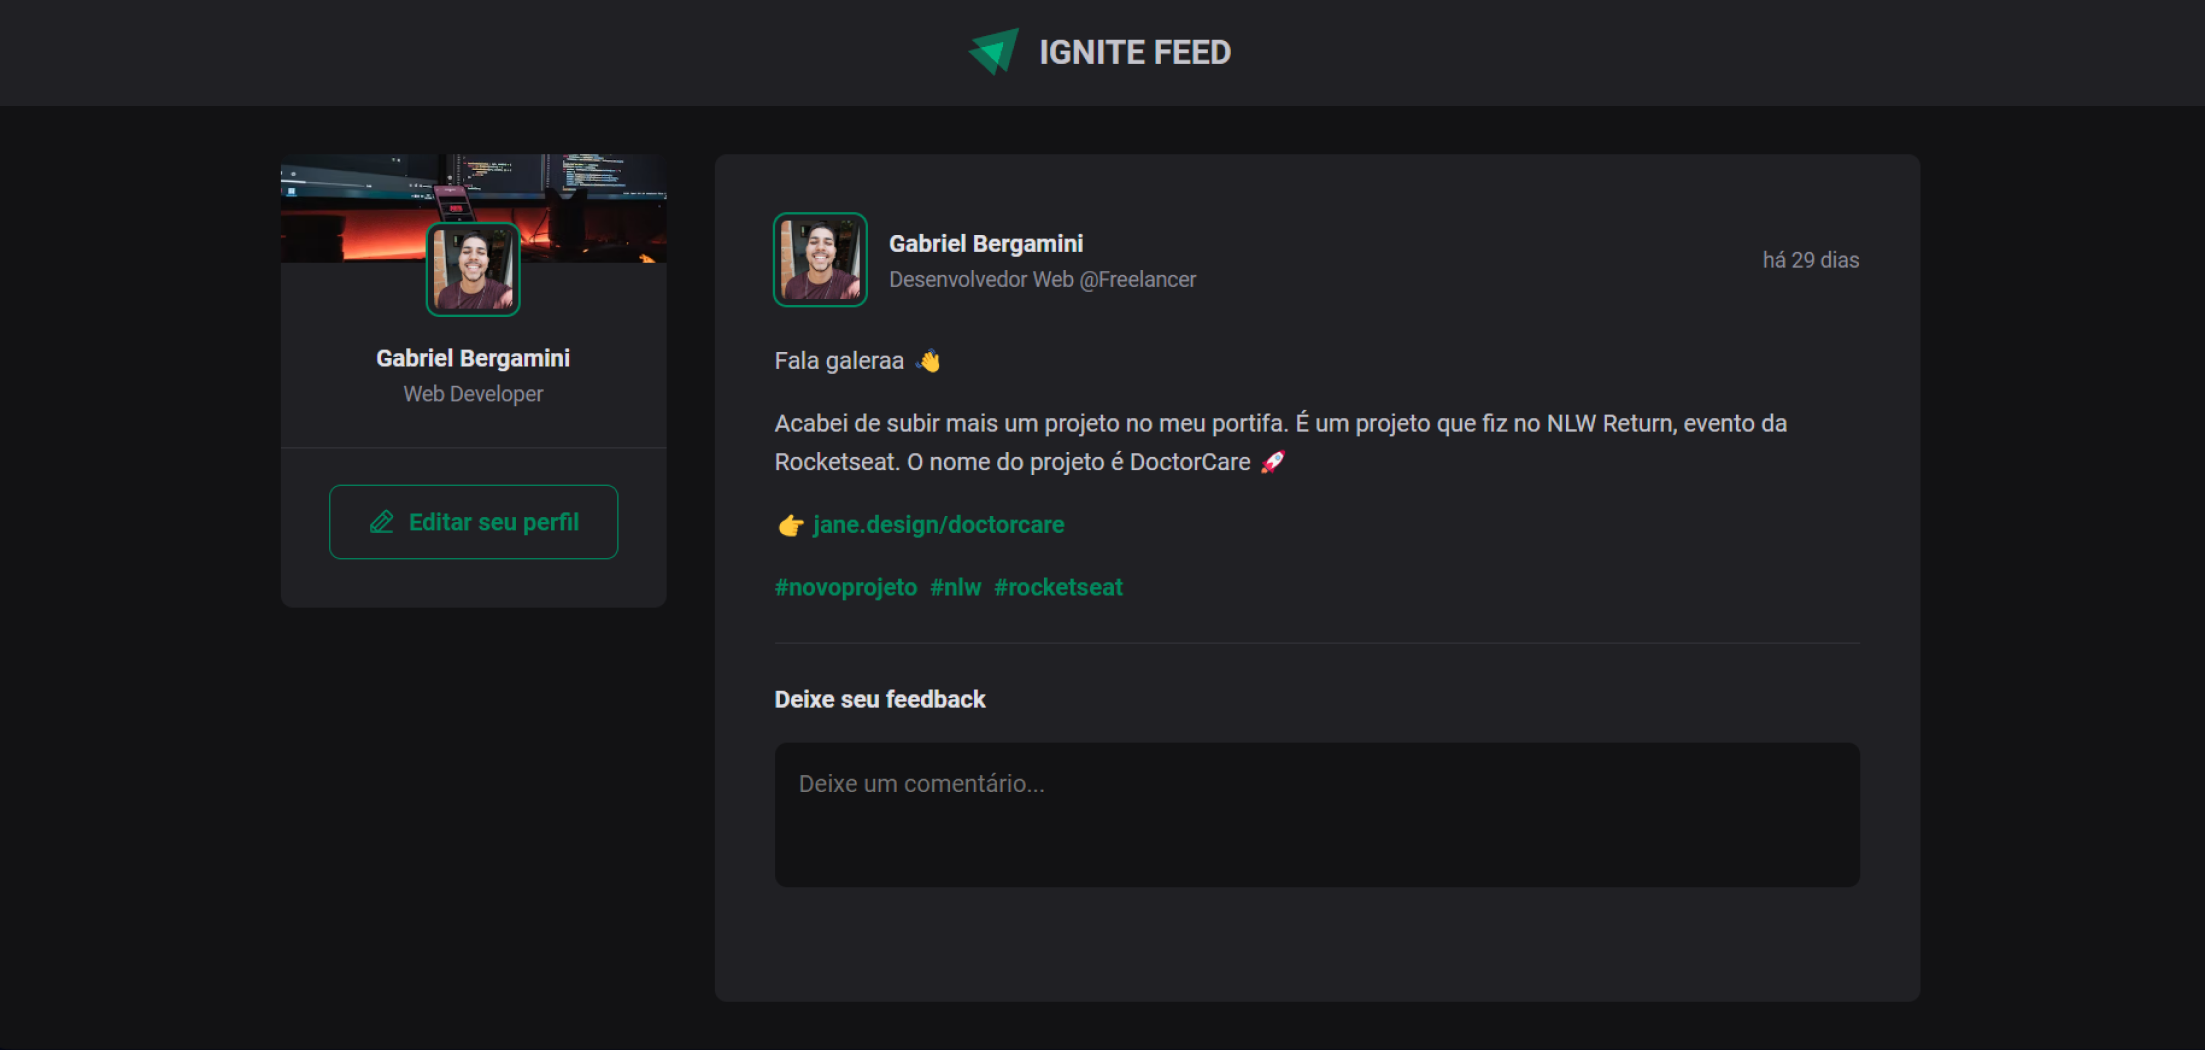 IGNITE FEED
Gabriel Bergamini
Web Developer
Editar seu perfil
Gabriel Bergamini
Desenvolvedor Web @Freelancer
há 29 dias
Fala galeraa 👋
Acabei de subir mais um projeto no meu portifa. É um projeto que fiz no NLW Return, evento da
Rocketseat. O nome do projeto é DoctorCare 🚀
👉 jane.design/doctorcare
#novoprojeto #nlw #rocketseat
Deixe seu feedback
Deixe um comentário...